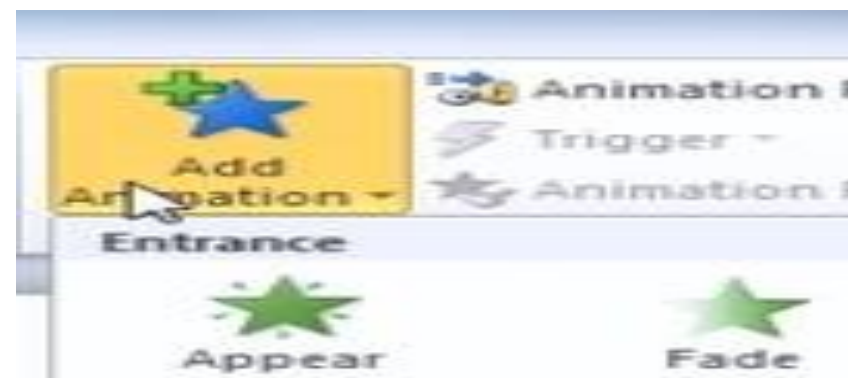 Add
Animation
Animation
Trigger
Animation
Entrance
Appear
Fade